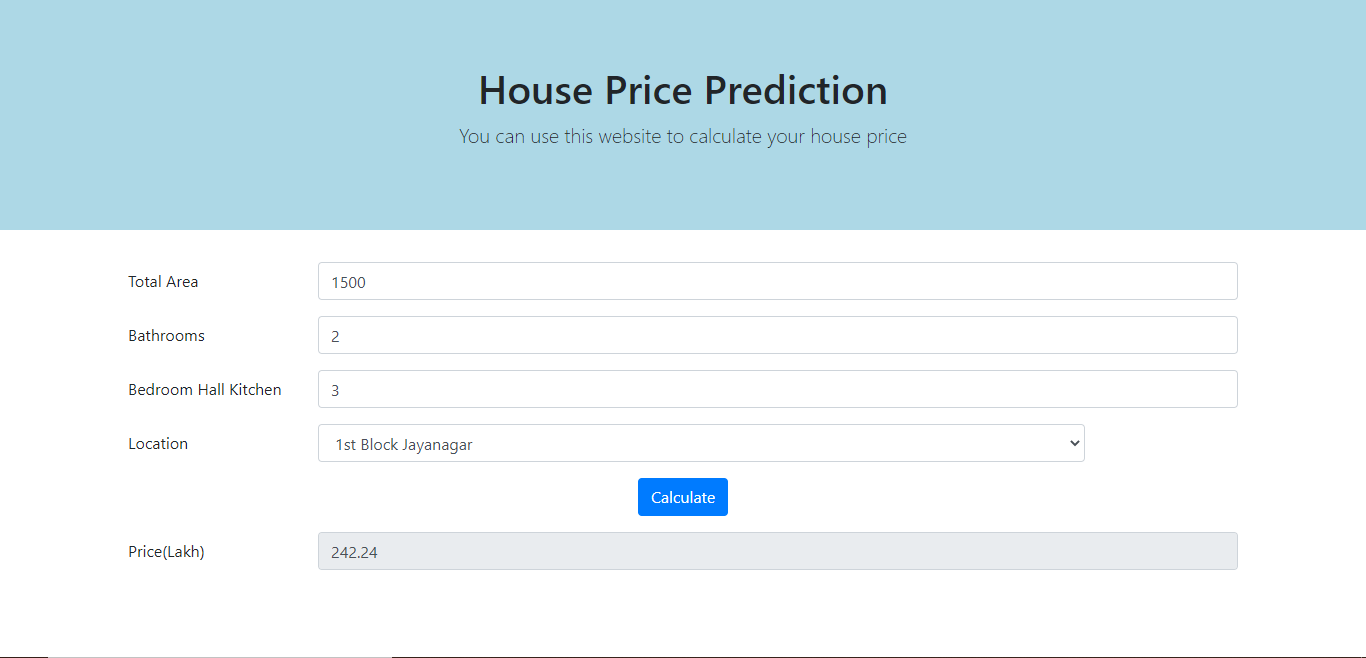 House Price Prediction
You can use this website to calculate your house price
Total Area 1500
Bathrooms 2
Bedroom Hall Kitchen 3
Location 1st Block Jayanagar
Calculate
Price(Lakh) 242.24